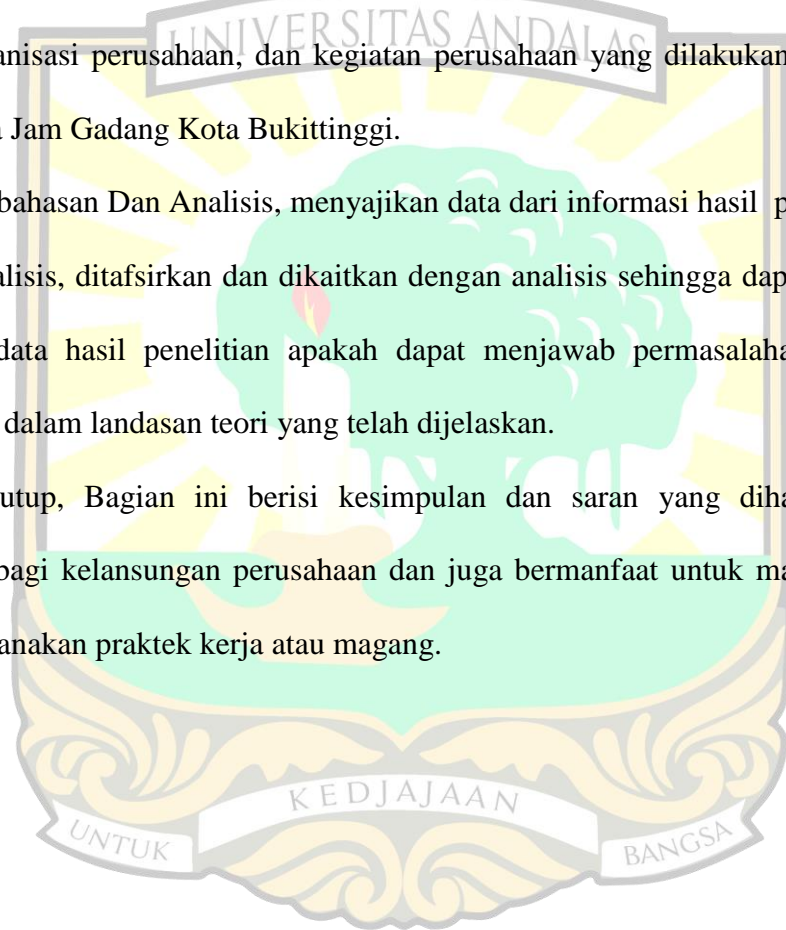 UNIVERSITAS ANDALAS
anisasi perusahaan, dan kegiatan perusahaan yang dilakukan
a Jam Gadang Kota Bukittinggi.
bahasan Dan Analisis, menyajikan data dari informasi hasil p
alisis, ditafsirkan dan dikaitkan dengan analisis sehingga dap
data hasil penelitian apakah dapat menjawab permasalaha
dalam landasan teori yang telah dijelaskan.
utup, Bagian ini berisi kesimpulan dan saran yang diha
bagi kelansungan perusahaan dan juga bermanfaat untuk ma
anakan praktek kerja atau magang.
UNTUK KEDJAJAAN BANGSA